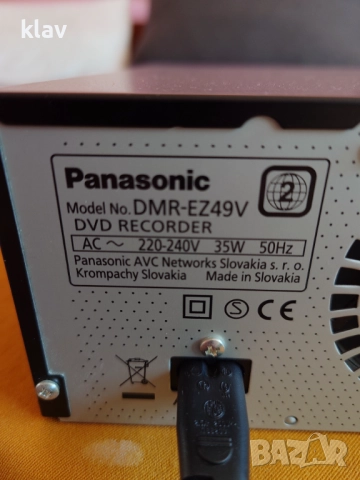 klav
Panasonic
2
Model No. DMR-EZ49V
DVD RECORDER
AC ~ 220-240V 35W 50Hz
Panasonic AVC Networks Slovakia s. r. o.
Krompachy Slovakia Made in Slovakia
S CE
BAZAR